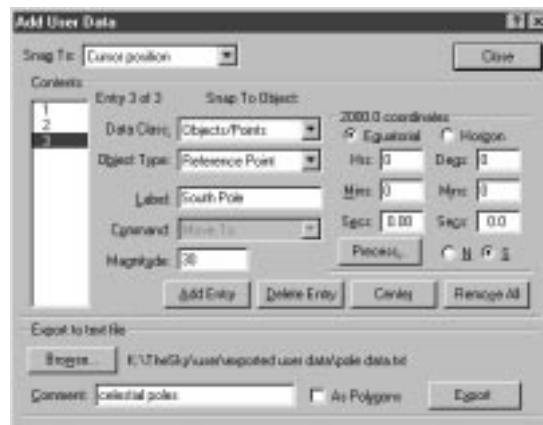 Add User Data
Snap To: Cursor position
Close
Contents
1
2
3
Entry 3 of 3 Snap To Object:
Data Class: Objects/Points
Object Type: Reference Point
Label: South Pole
Command: Move To
Magnitude: 30
2000.0 coordinates
Equatorial Horizon
Hrs: 0 Degs: 0
Mins: 0 Mins: 0
Secs: 0.00 Secs: 0.0
Precess... N S
Add Entry Delete Entry Center Remove All
Export to text file
Browse... K:\TheSky\user\exported user data\pole data.txt
Comment: celestial poles As Polygons Export